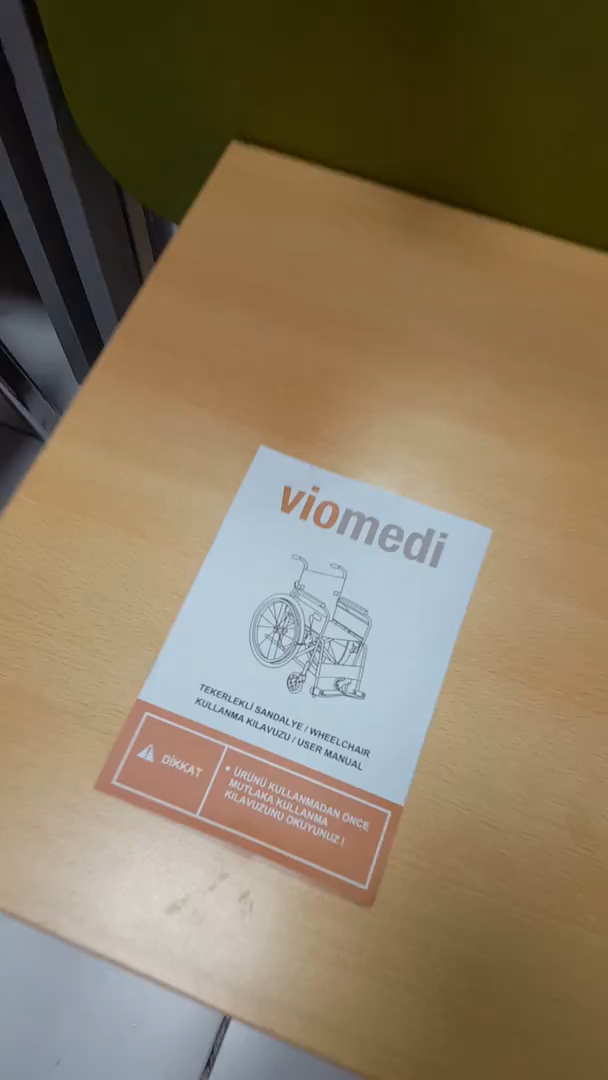 viomedi
TEKERLEKLİ SANDALYE / WHEELCHAIR
KULLANMA KILAVUZU / USER MANUAL
DİKKAT
• ÜRÜNÜ KULLANMADAN ÖNCE
MUTLAKA KULLANMA
KILAVUZUNU OKUYUNUZ !